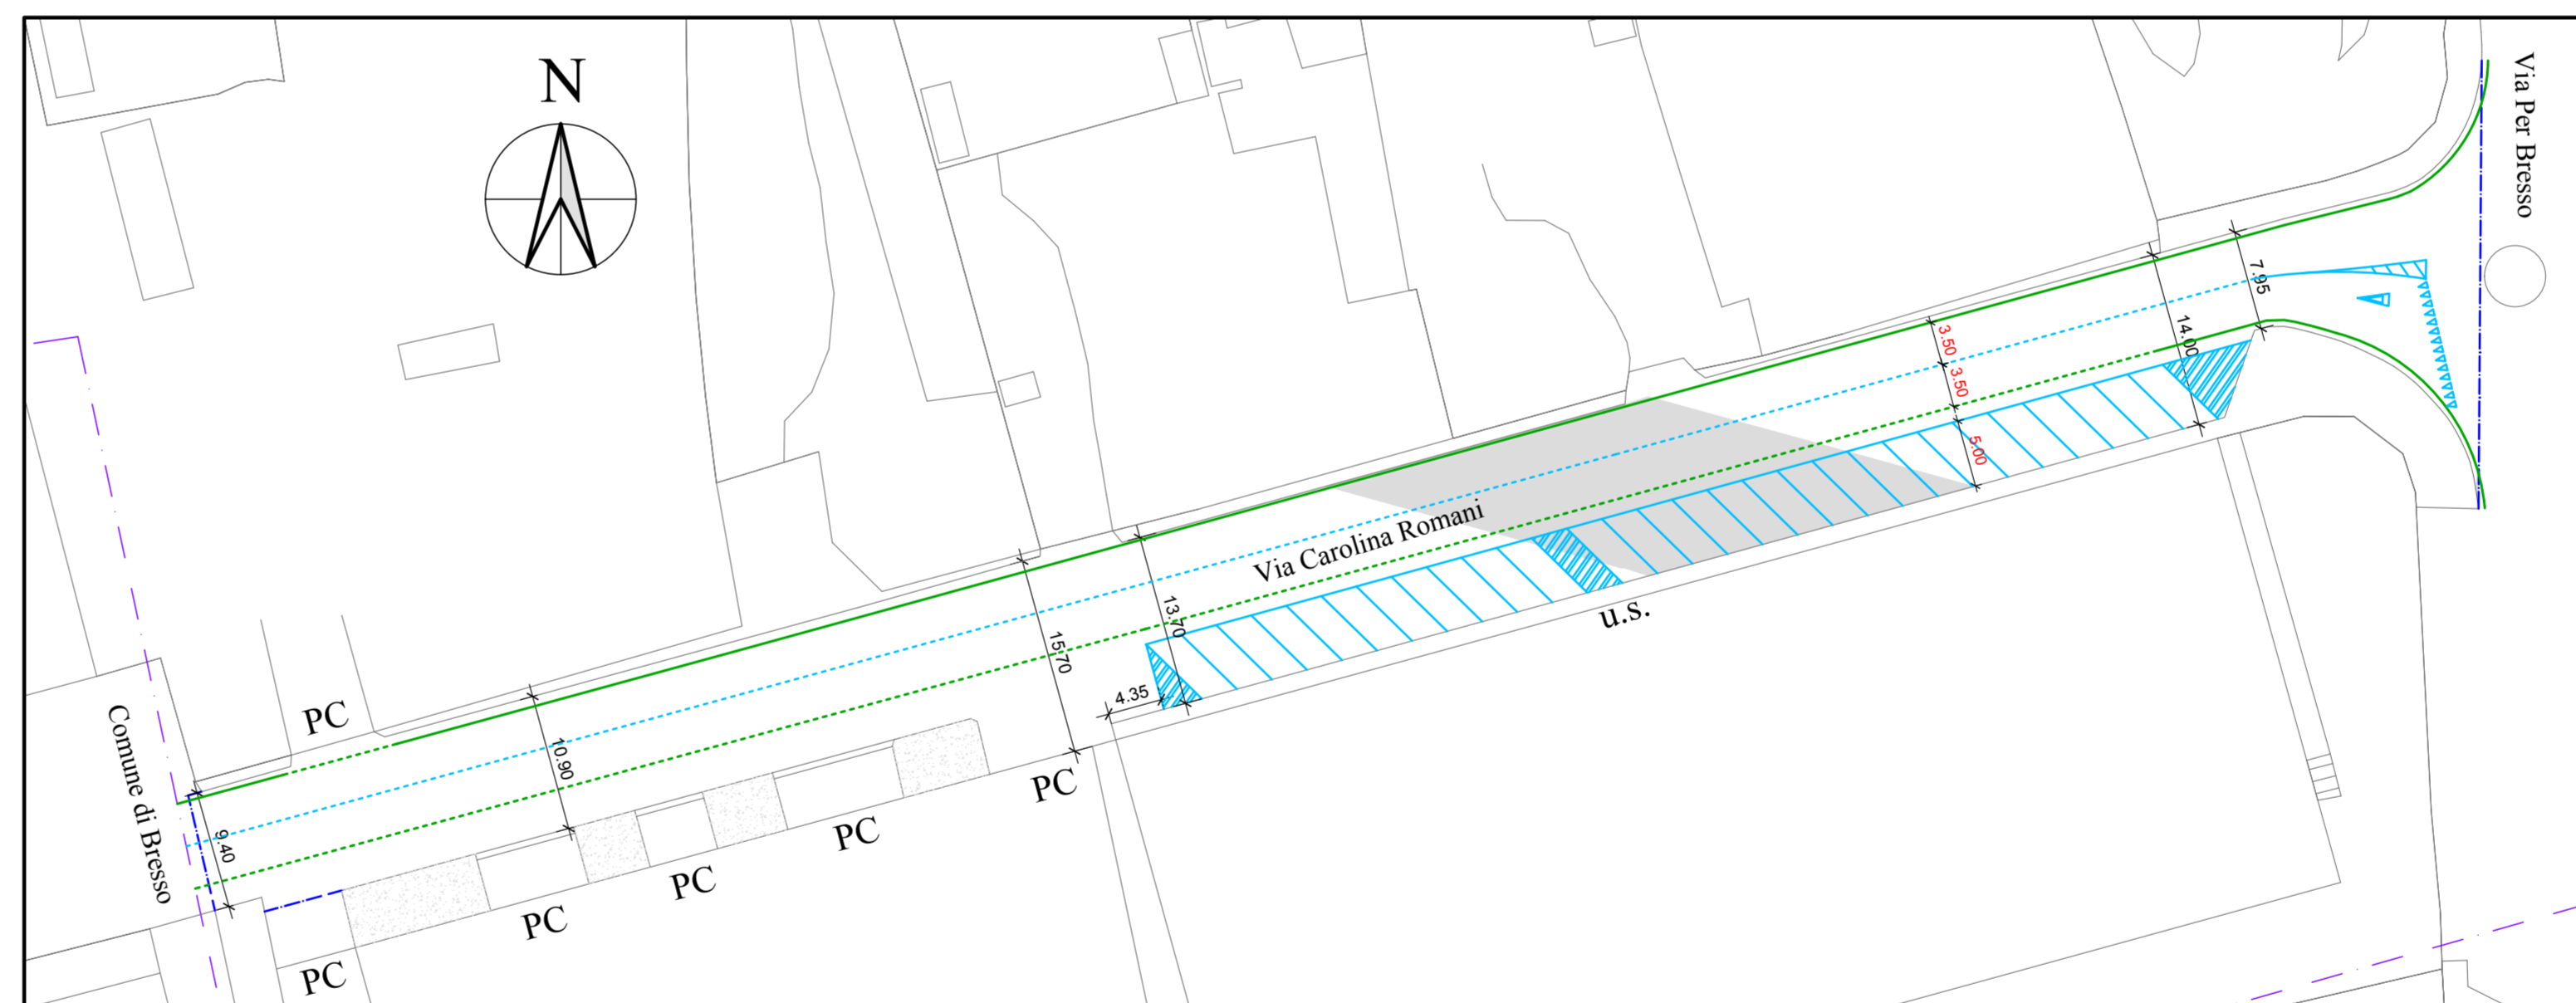 N
Via Per Bresso
7.95
14.00
3.50
3.50
5.00
Via Carolina Romani
u.s.
13.70
15.70
4.35
PC
10.90
Comune di Bresso
9.40
PC
PC
PC
PC
PC